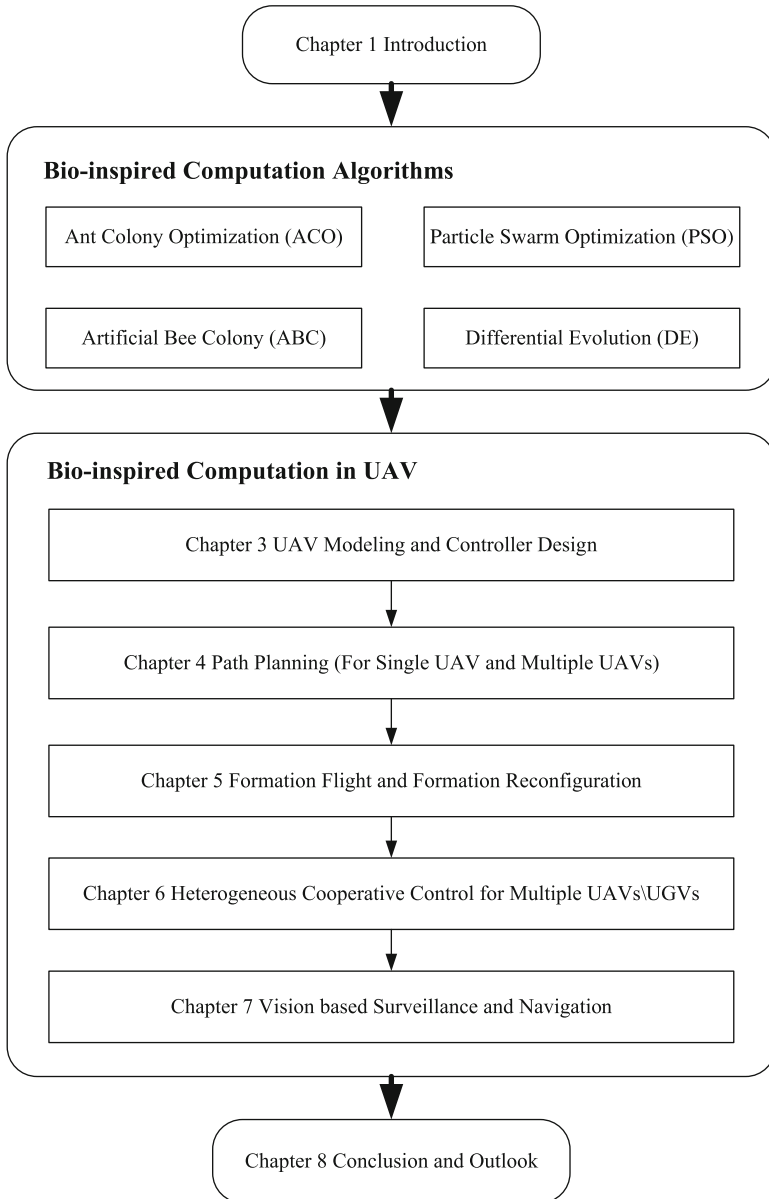 Chapter 1 Introduction
Bio-inspired Computation Algorithms
Ant Colony Optimization (ACO)
Particle Swarm Optimization (PSO)
Artificial Bee Colony (ABC)
Differential Evolution (DE)
Bio-inspired Computation in UAV
Chapter 3 UAV Modeling and Controller Design
Chapter 4 Path Planning (For Single UAV and Multiple UAVs)
Chapter 5 Formation Flight and Formation Reconfiguration
Chapter 6 Heterogeneous Cooperative Control for Multiple UAVs\UGVs
Chapter 7 Vision based Surveillance and Navigation
Chapter 8 Conclusion and Outlook